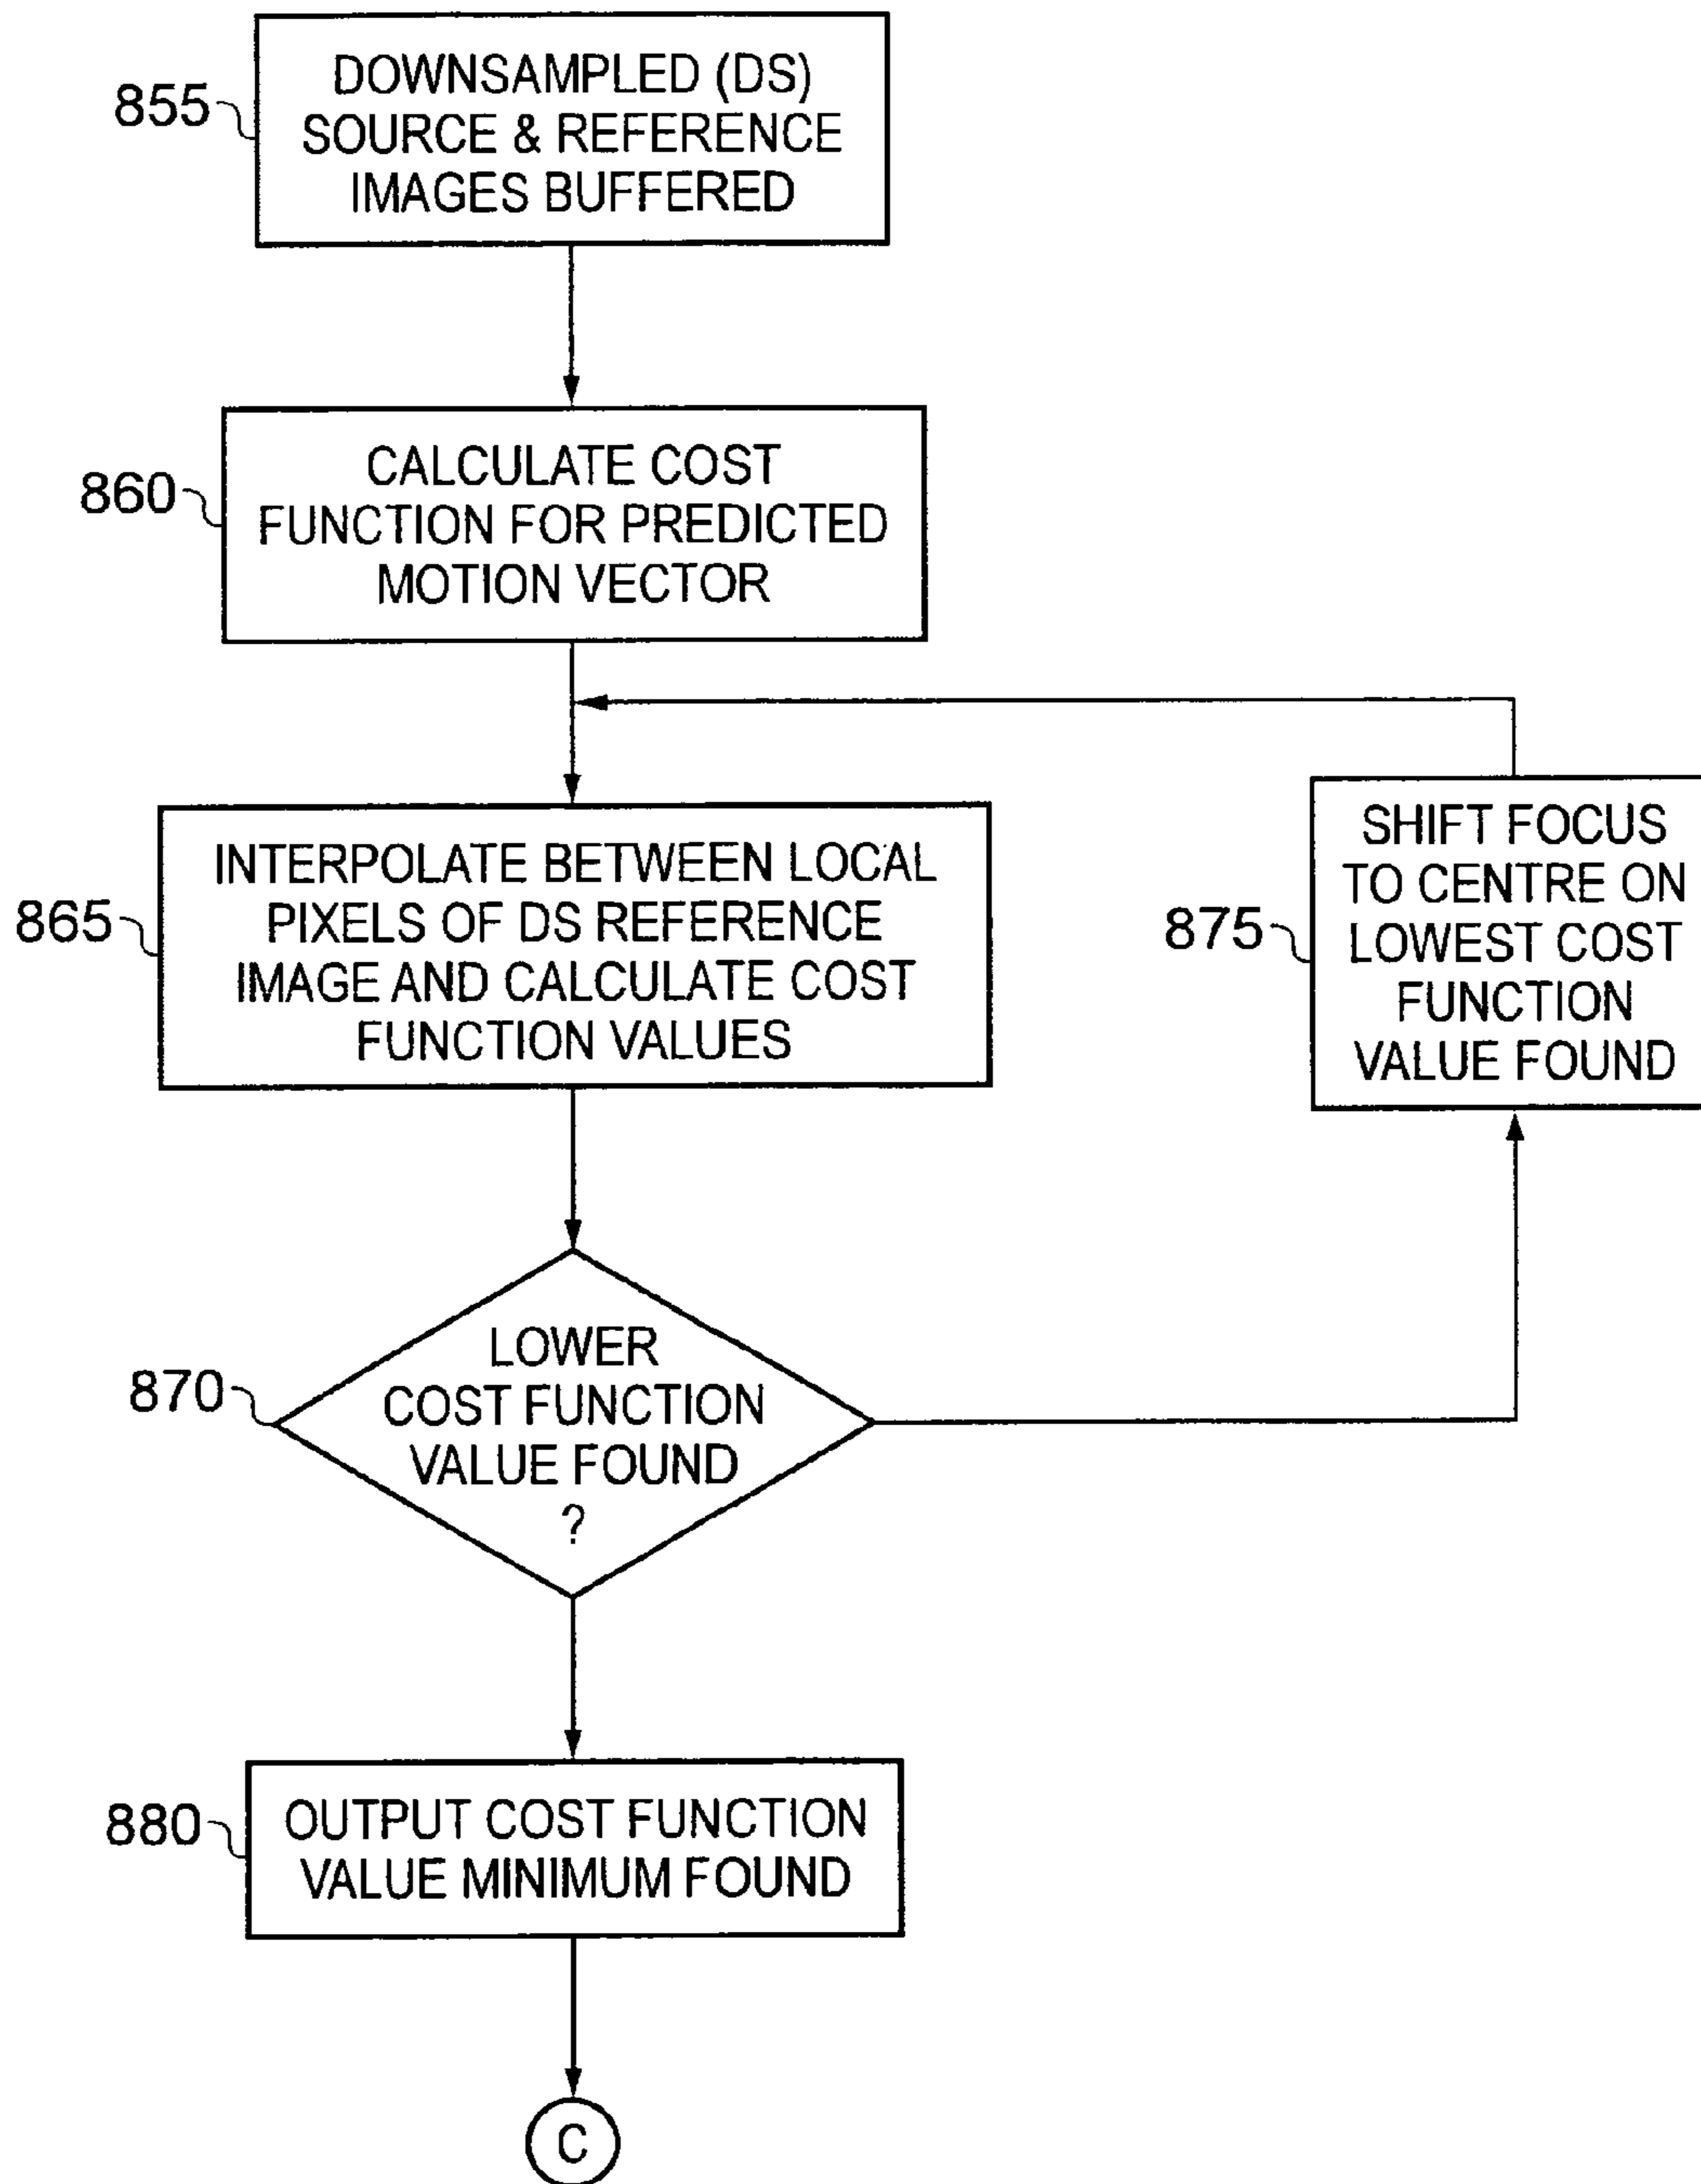 855
DOWNSAMPLED (DS)
SOURCE & REFERENCE
IMAGES BUFFERED
860
CALCULATE COST
FUNCTION FOR PREDICTED
MOTION VECTOR
865
INTERPOLATE BETWEEN LOCAL
PIXELS OF DS REFERENCE
IMAGE AND CALCULATE COST
FUNCTION VALUES
875
SHIFT FOCUS
TO CENTRE ON
LOWEST COST
FUNCTION
VALUE FOUND
870
LOWER
COST FUNCTION
VALUE FOUND
?
880
OUTPUT COST FUNCTION
VALUE MINIMUM FOUND
C